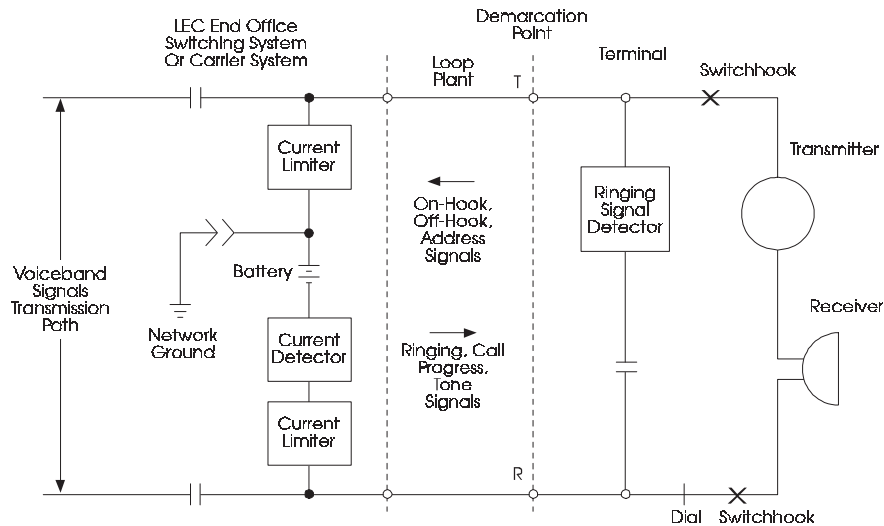 LEC End Office
Switching System
Or Carrier System
Demarcation
Point
Loop
Plant
T
Terminal
Switchhook
Current
Limiter
Transmitter
On-Hook,
Off-Hook,
Address
Signals
Ringing
Signal
Detector
Voiceband
Signals
Transmission
Path
Battery
Network
Ground
Current
Detector
Ringing, Call
Progress,
Tone
Signals
Receiver
Current
Limiter
R
Dial
Switchhook